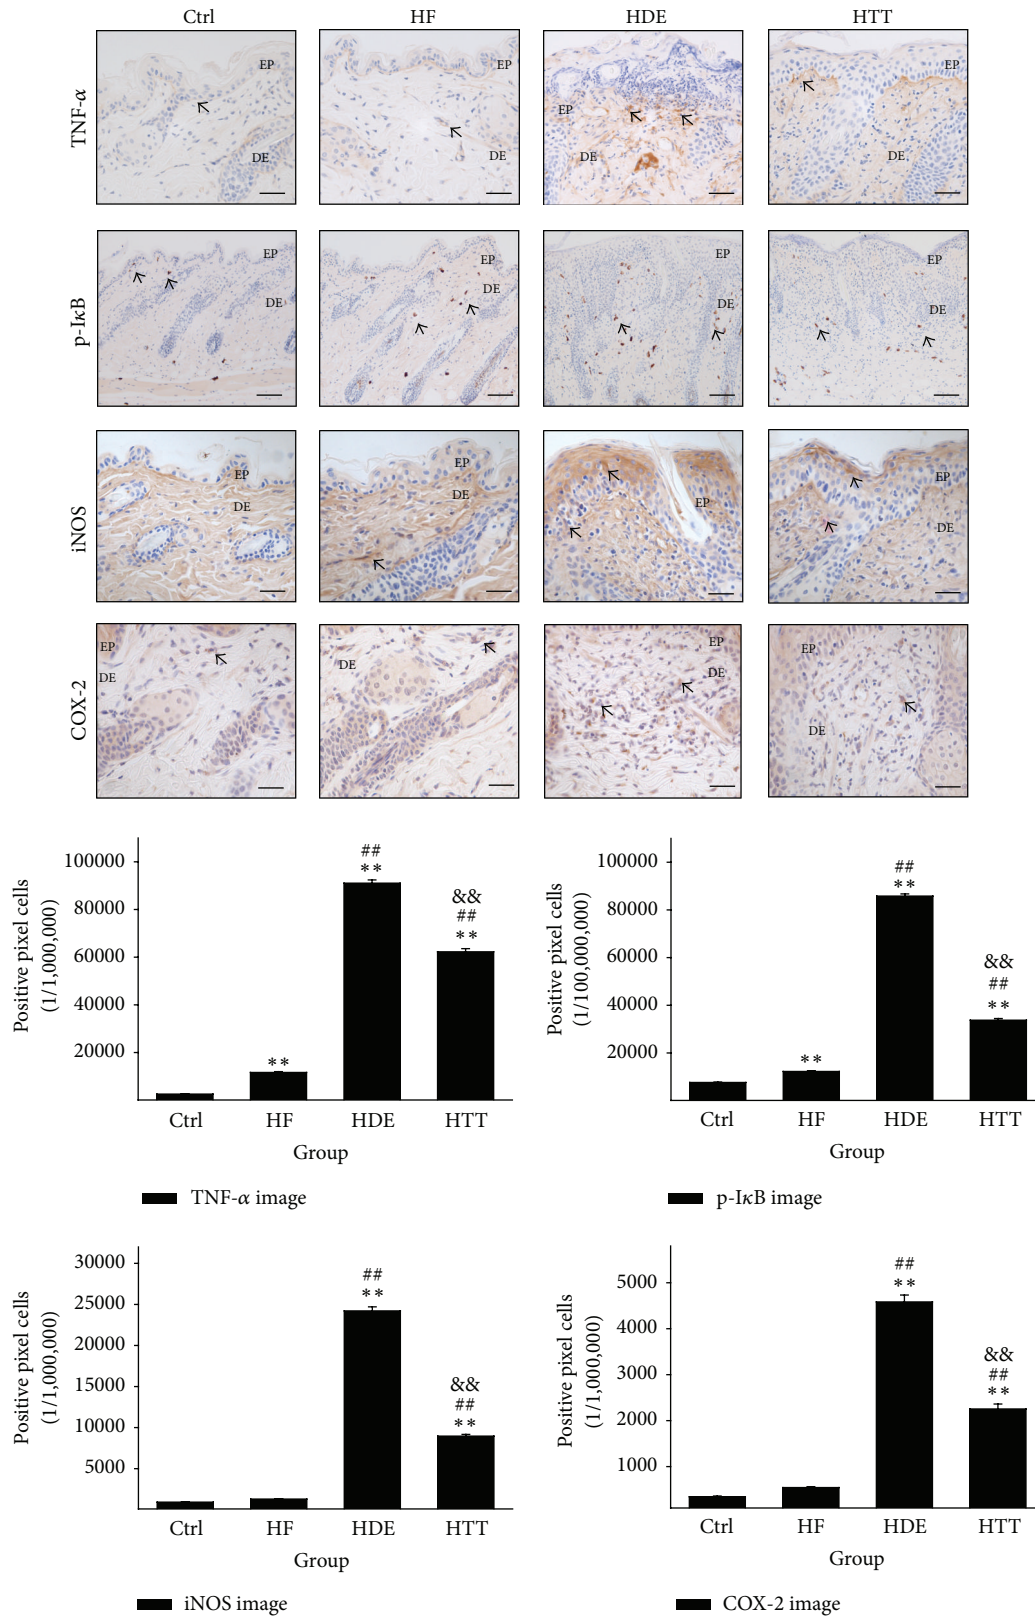 Ctrl HF HDE HTT
TNF-α
EP
DE
EP
DE
EP
DE
EP
DE
p-IκB
EP
DE
EP
DE
EP
DE
EP
DE
iNOS
EP
DE
EP
DE
EP
EP
DE
COX-2
EP
DE
DE
EP
DE
EP
DE
Positive pixel cells
(1/1,000,000)
100000
80000
60000
40000
20000
**
##
**
&&
##
**
Ctrl HF HDE HTT
Group
TNF-α image
Positive pixel cells
(1/100,000,000)
100000
80000
60000
40000
20000
**
##
**
&&
##
**
Ctrl HF HDE HTT
Group
p-IκB image
Positive pixel cells
(1/1,000,000)
30000
25000
20000
15000
10000
5000
##
**
&&
##
**
Ctrl HF HDE HTT
Group
iNOS image
Positive pixel cells
(1/1,000,000)
5000
4000
3000
2000
1000
##
**
&&
##
**
Ctrl HF HDE HTT
Group
COX-2 image